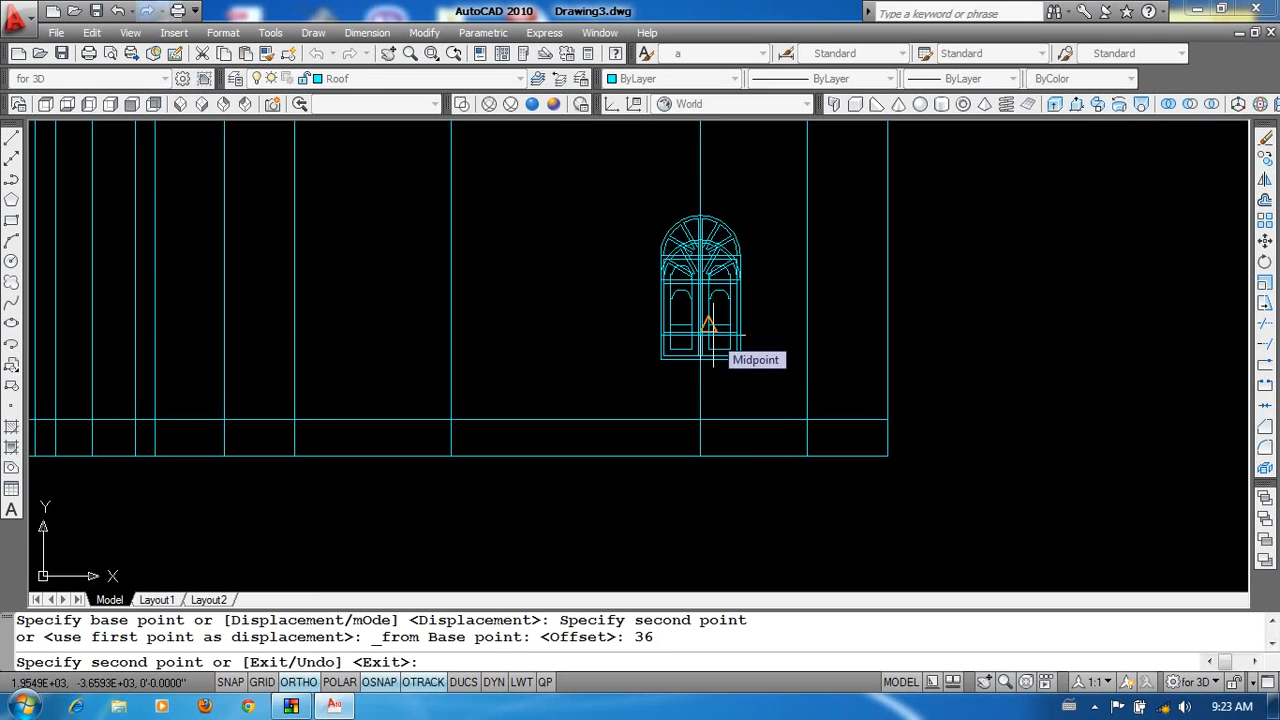 AutoCAD 2010 Drawing3.dwg
Type a keyword or phrase
File Edit View Insert Format Tools Draw Dimension Modify Parametric Express Window Help
a Standard Standard Standard
for 3D Roof ByLayer ByLayer ByLayer ByColor
World
Midpoint
Y
X
Model Layout1 Layout2
Specify base point or [Displacement/mOde] <Displacement>: Specify second point
or <use first point as displacement>: _from Base point: <Offset>: 36
Specify second point or [Exit/Undo] <Exit>:
1.9549E+03, -3.6593E+03, 0'-0.0000" SNAP GRID ORTHO POLAR OSNAP OTRACK DUCS DYN LWT QP MODEL 1:1 for 3D
9:23 AM